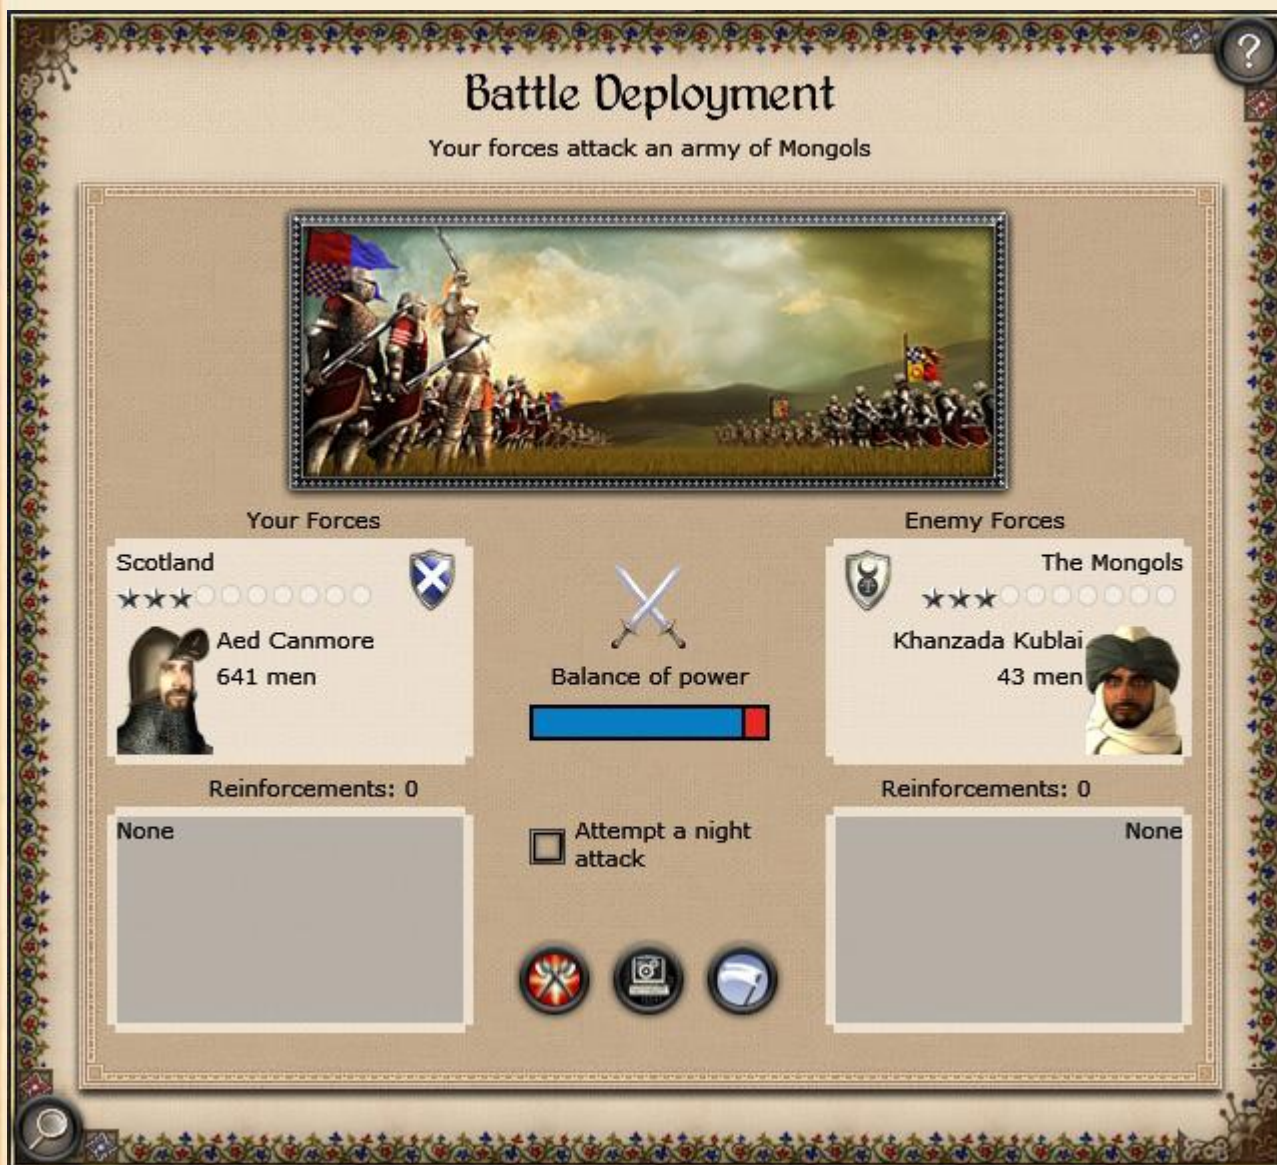 ?
Battle Deployment
Your forces attack an army of Mongols
Your Forces
Scotland
Aed Canmore
641 men
Reinforcements: 0
None
Balance of power
Attempt a night
attack
Enemy Forces
The Mongols
Khanzada Kublai
43 men
Reinforcements: 0
None